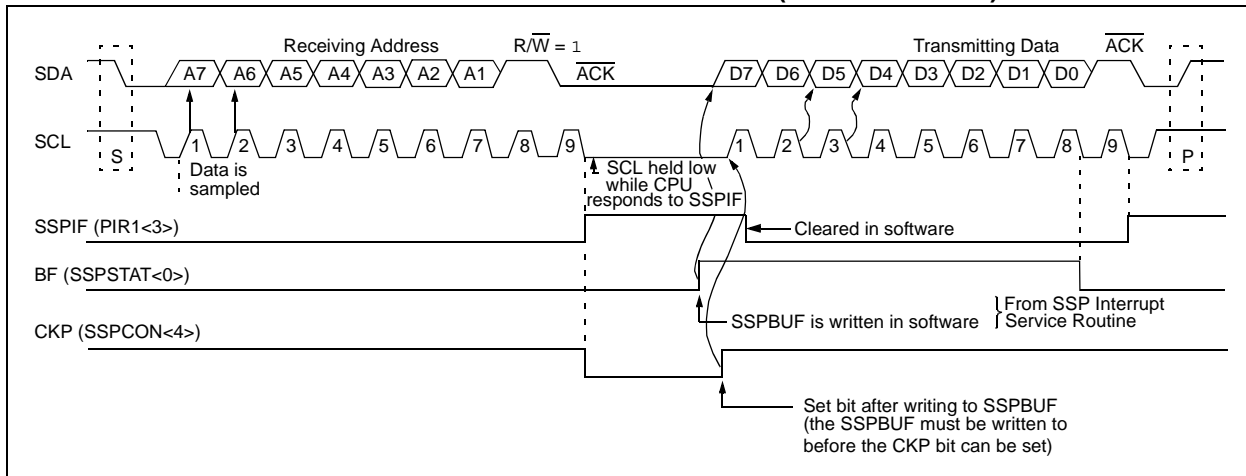 Receiving Address R/W = 1 Transmitting Data ACK
SDA A7 A6 A5 A4 A3 A2 A1 ACK D7 D6 D5 D4 D3 D2 D1 D0
SCL 1 2 3 4 5 6 7 8 9 1 2 3 4 5 6 7 8 9
S
P
Data is
sampled
SCL held low
while CPU
responds to SSPIF
SSPIF (PIR1<3>)
Cleared in software
BF (SSPSTAT<0>)
SSPBUF is written in software
From SSP Interrupt
Service Routine
CKP (SSPCON<4>)
Set bit after writing to SSPBUF
(the SSPBUF must be written to
before the CKP bit can be set)